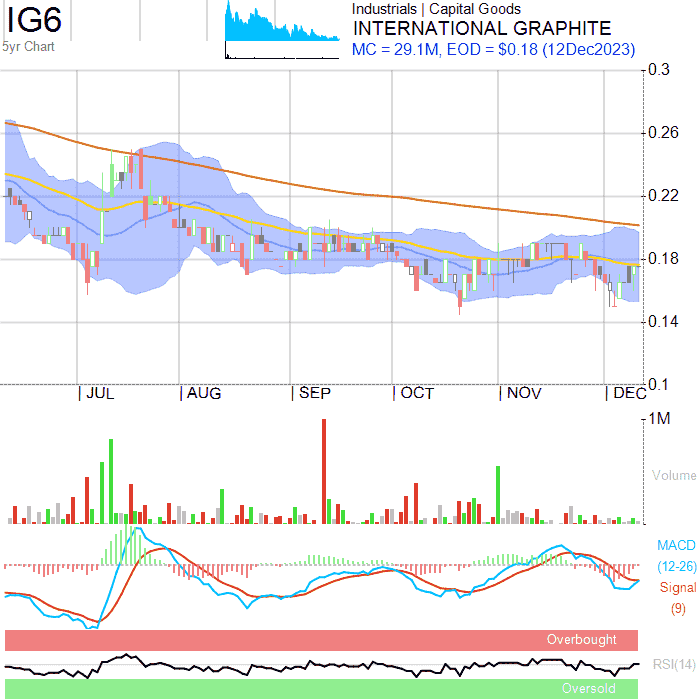 IG6
5yr Chart
Industrials | Capital Goods
INTERNATIONAL GRAPHITE
MC = 29.1M, EOD = $0.18 (12Dec2023)
0.3
0.26
0.22
0.18
0.14
0.1
| JUL | AUG | SEP | OCT | NOV | DEC
1M
Volume
MACD
(12-26)
Signal
(9)
Overbought
RSI(14)
Oversold